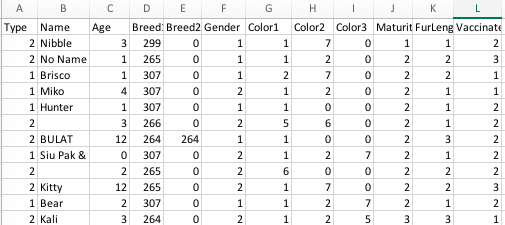 A B C D E F G H I J K L
Type Name Age Breed1 Breed2 Gender Color1 Color2 Color3 Maturit FurLeng Vaccinate
2 Nibble 3 299 0 1 1 7 0 1 1 2
2 No Name 1 265 0 1 1 2 0 2 2 3
1 Brisco 1 307 0 1 2 7 0 2 2 1
1 Miko 4 307 0 2 1 2 0 2 1 1
1 Hunter 1 307 0 1 1 0 0 2 1 2
2 3 266 0 2 5 6 0 2 1 2
2 BULAT 12 264 264 1 1 0 0 2 3 2
1 Siu Pak & 0 307 0 2 1 2 7 2 1 2
2 2 265 0 2 6 0 0 2 2 2
2 Kitty 12 265 0 2 1 7 0 2 2 3
1 Bear 2 307 0 1 1 2 7 2 1 2
2 Kali 3 264 0 2 1 2 5 3 3 1